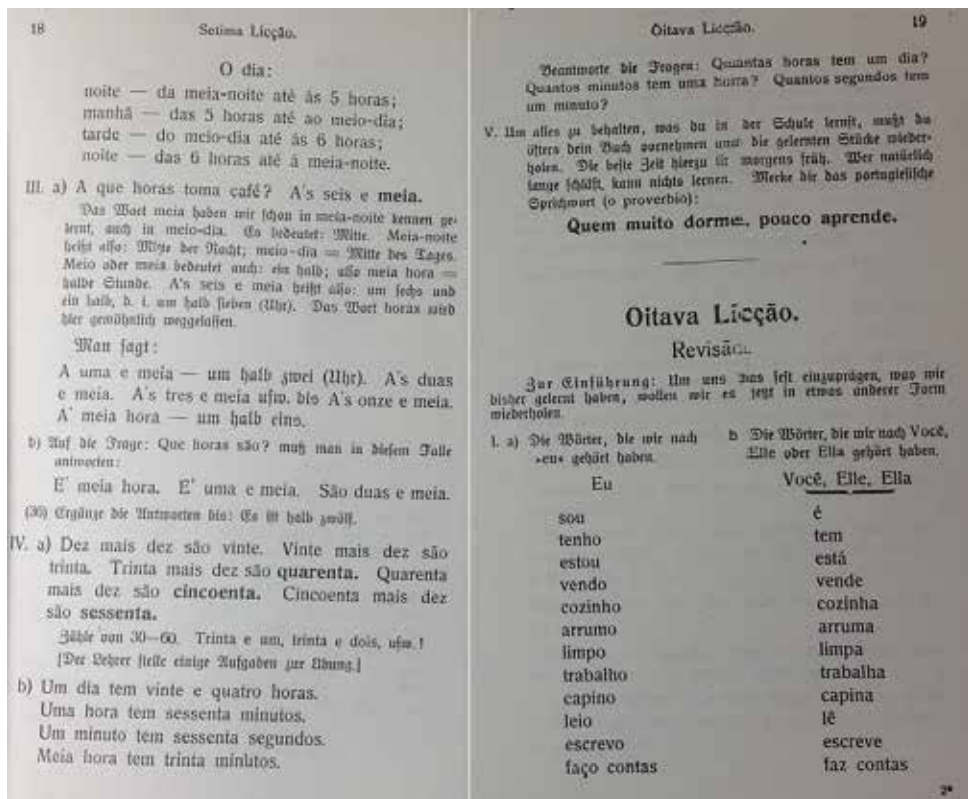 18
Setima Licção.
O dia:
noite — da meia-noite até ás 5 horas;
manhã — das 5 horas até ao meio-dia;
tarde — do meio-dia até ás 6 horas;
noite — das 6 horas até á meia-noite.
III. a) A que horas toma café? A's seis e meia.
Das Wort meia haben wir schon in meia-noite kennen ge-
lernt, auch in meio-dia. Es bedeutet: Mitte. Meia-noite
heißt also: Mitte der Nacht; meio-dia = Mitte des Tages.
Meio oder meia bedeutet auch: ein halb; also meia hora =
halbe Stunde. A's seis e meia heißt also: um sechs und
ein halb, d. i. um halb sieben (Uhr). Das Wort horas wird
hier gewöhnlich weggelassen.
Man sagt:
A uma e meia — um halb zwei (Uhr). A's duas
e meia. A's tres e meia usw. bis A's onze e meia.
A' meia hora — um halb eins.
b) Auf die Frage: Que horas são? muß man in diesem Falle
antworten:
E' meia hora. E' uma e meia. São duas e meia.
(36) Ergänze die Antworten bis: Es ist halb zwölf.
IV. a) Dez mais dez são vinte. Vinte mais dez são
trinta. Trinta mais dez são quarenta. Quarenta
mais dez são cincoenta. Cincoenta mais dez
são sessenta.
Zähle von 30—60. Trinta e um, trinta e dois, usw.!
[Der Lehrer stelle einige Aufgaben zur Übung.]
b) Um dia tem vinte e quatro horas.
Uma hora tem sessenta minutos.
Um minuto tem sessenta segundos.
Meia hora tem trinta minutos.
Oitava Licção.
19
Beantworte die Fragen: Quantas horas tem um dia?
Quantos minutos tem uma hora? Quantos segundos tem
um minuto?
V. Um alles zu behalten, was du in der Schule lernst, mußt du
öfters dein Buch vornehmen und die gelernten Stücke wieder-
holen. Die beste Zeit hierzu ist morgens früh. Wer natürlich
lange schläft, kann nichts lernen. Merke dir das portugiesische
Sprichwort (o proverbio):
Quem muito dorme, pouco aprende.
Oitava Licção.
Revisão.
Zur Einführung: Um uns das fest einzuprägen, was wir
bisher gelernt haben, wollen wir es jetzt in etwas anderer Form
wiederholen.
I. a) Die Wörter, die wir nach
»eu« gehört haben.
Eu
sou
tenho
estou
vendo
cozinho
arrumo
limpo
trabalho
capino
leio
escrevo
faço contas
b Die Wörter, die wir nach Você,
Elle oder Ella gehört haben.
Você, Elle, Ella
é
tem
está
vende
cozinha
arruma
limpa
trabalha
capina
lê
escreve
faz contas
2*